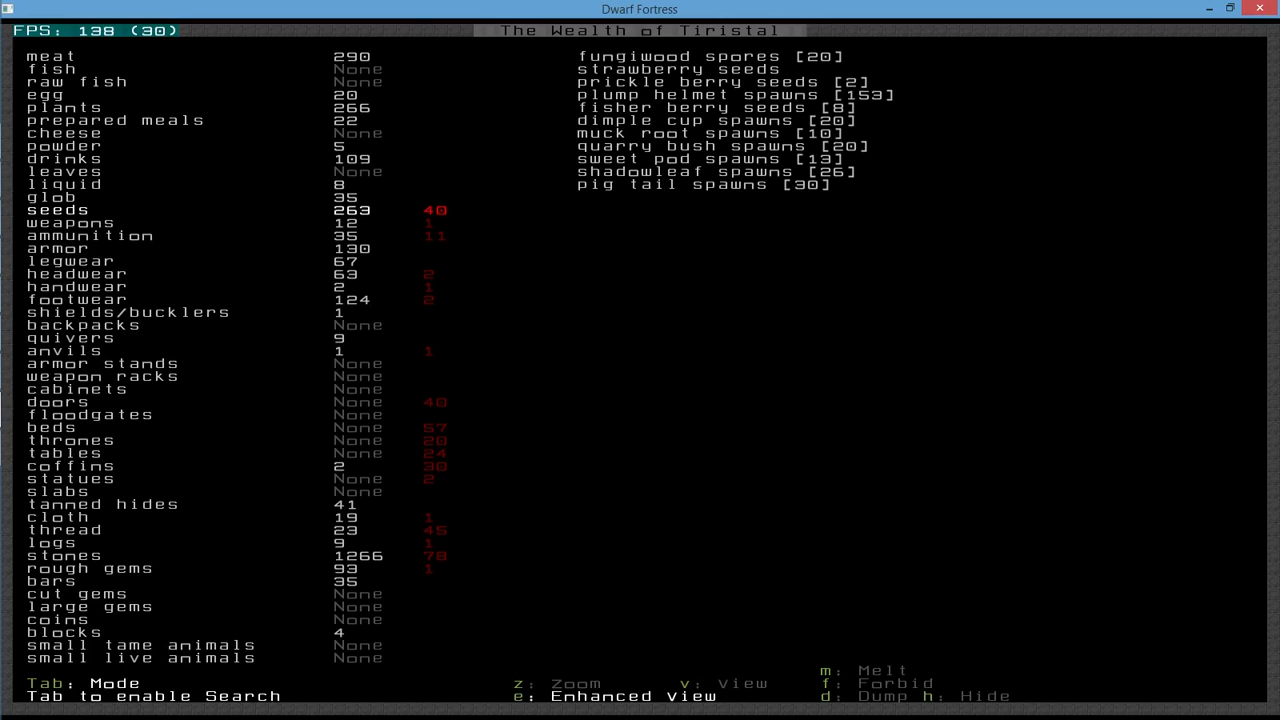 Dwarf Fortress
FPS: 138 (30) The Wealth of Tiristal
meat 290 fungiwood spores [20]
fish None strawberry seeds
raw fish None prickle berry seeds [2]
egg 20 plump helmet spawns [153]
plants 266 fisher berry seeds [8]
prepared meals 22 dimple cup spawns [20]
cheese None muck root spawns [10]
powder 5 quarry bush spawns [20]
drinks 109 sweet pod spawns [13]
leaves None shadowleaf spawns [26]
liquid 8 pig tail spawns [30]
glob 35
seeds 263 40
weapons 12 1
ammunition 35 11
armor 130
legwear 67
headwear 63 2
handwear 2 1
footwear 124 2
shields/bucklers 1
backpacks None
quivers 9
anvils 1 1
armor stands None
weapon racks None
cabinets None
doors None 40
floodgates None
beds None 57
thrones None 20
tables None 24
coffins 2 30
statues None 2
slabs None
tanned hides 41
cloth 19 1
thread 23 45
logs 9 1
stones 1266 78
rough gems 93 1
bars 35
cut gems None
large gems None
coins None
blocks 4
small tame animals None
small live animals None
m: Melt
Tab: Mode z: Zoom v: View f: Forbid
Tab to enable Search e: Enhanced View d: Dump h: Hide